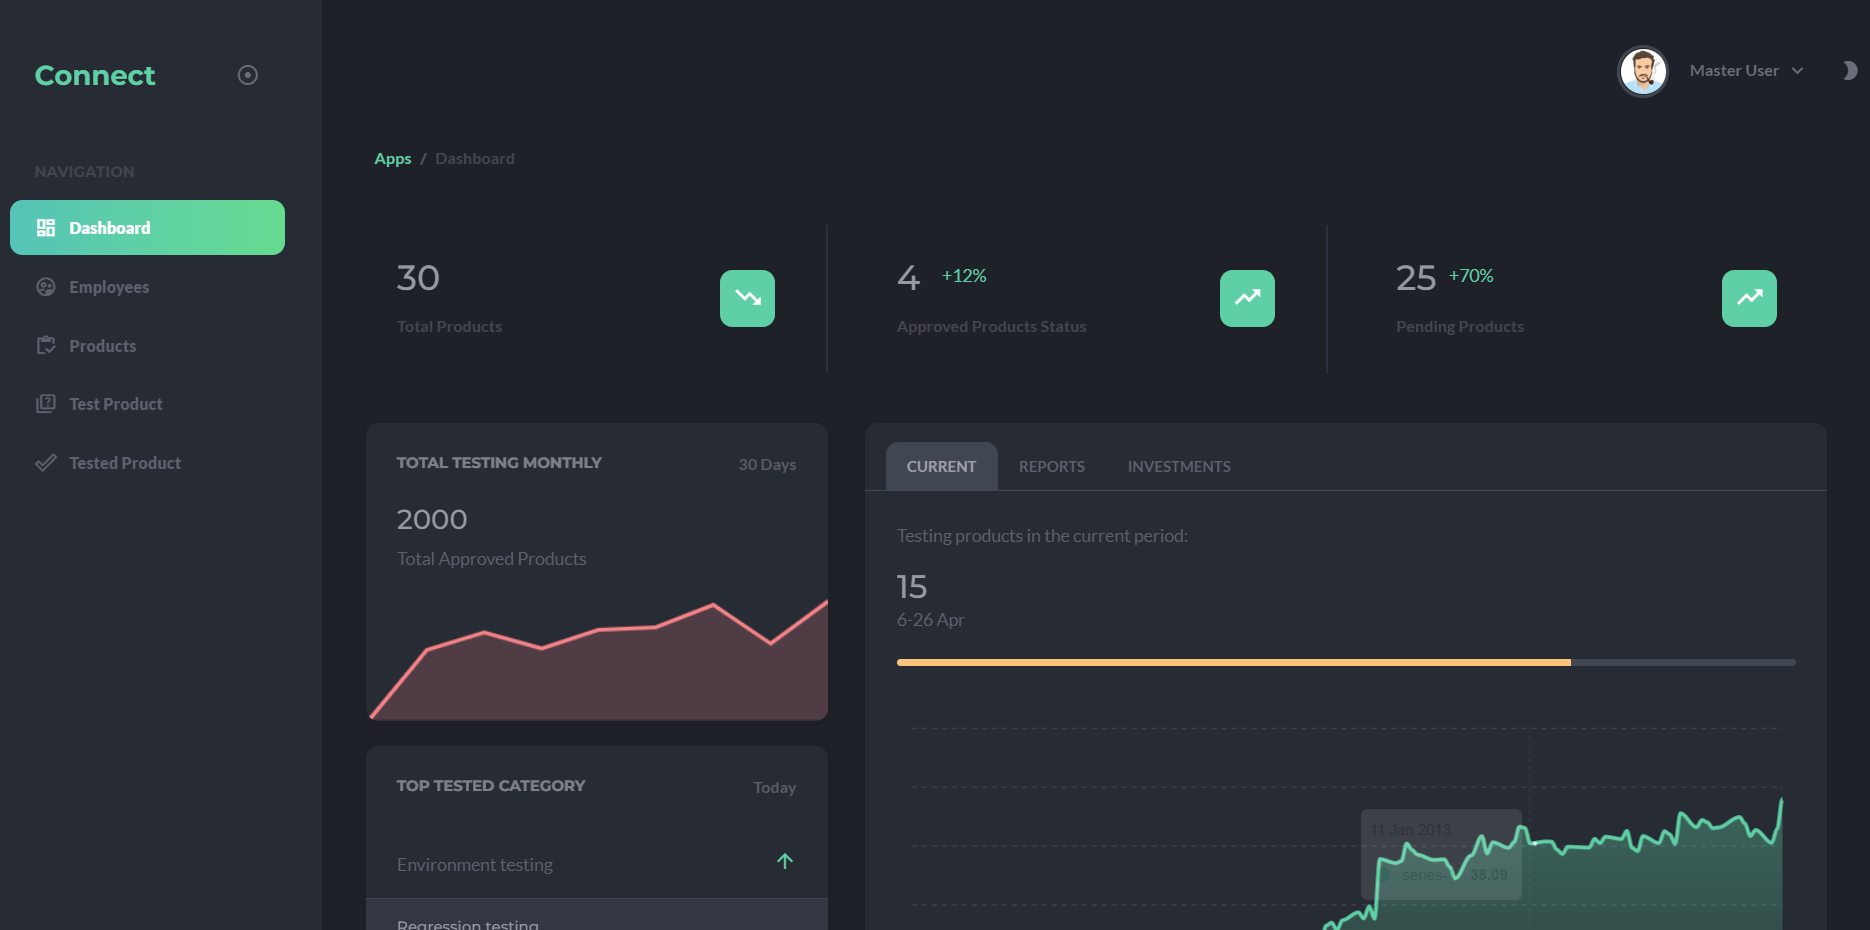 Connect
Master User
Apps / Dashboard
NAVIGATION
Dashboard
Employees
Products
Test Product
Tested Product
30
Total Products
4 +12%
Approved Products Status
25 +70%
Pending Products
TOTAL TESTING MONTHLY 30 Days
2000
Total Approved Products
TOP TESTED CATEGORY Today
Environment testing
Regression testing
CURRENT REPORTS INVESTMENTS
Testing products in the current period:
15
6-26 Apr
11 Jan 2013
38.09